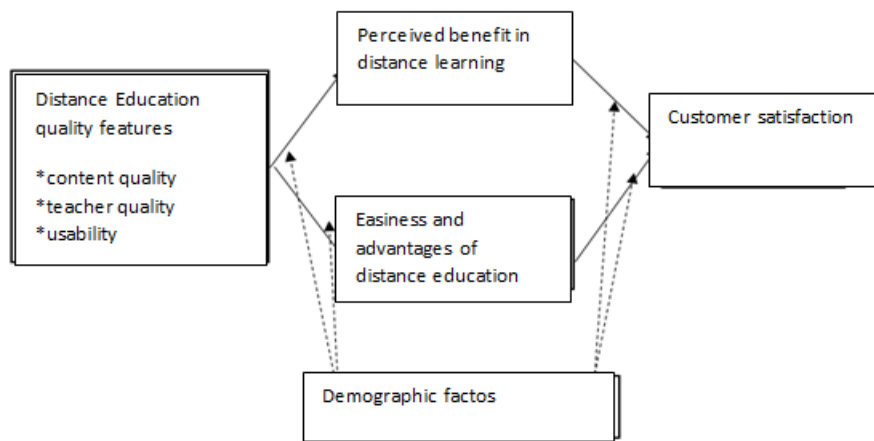 Perceived benefit in
distance learning
Distance Education
quality features
*content quality
*teacher quality
*usability
Customer satisfaction
Easiness and
advantages of
distance education
Demographic factos